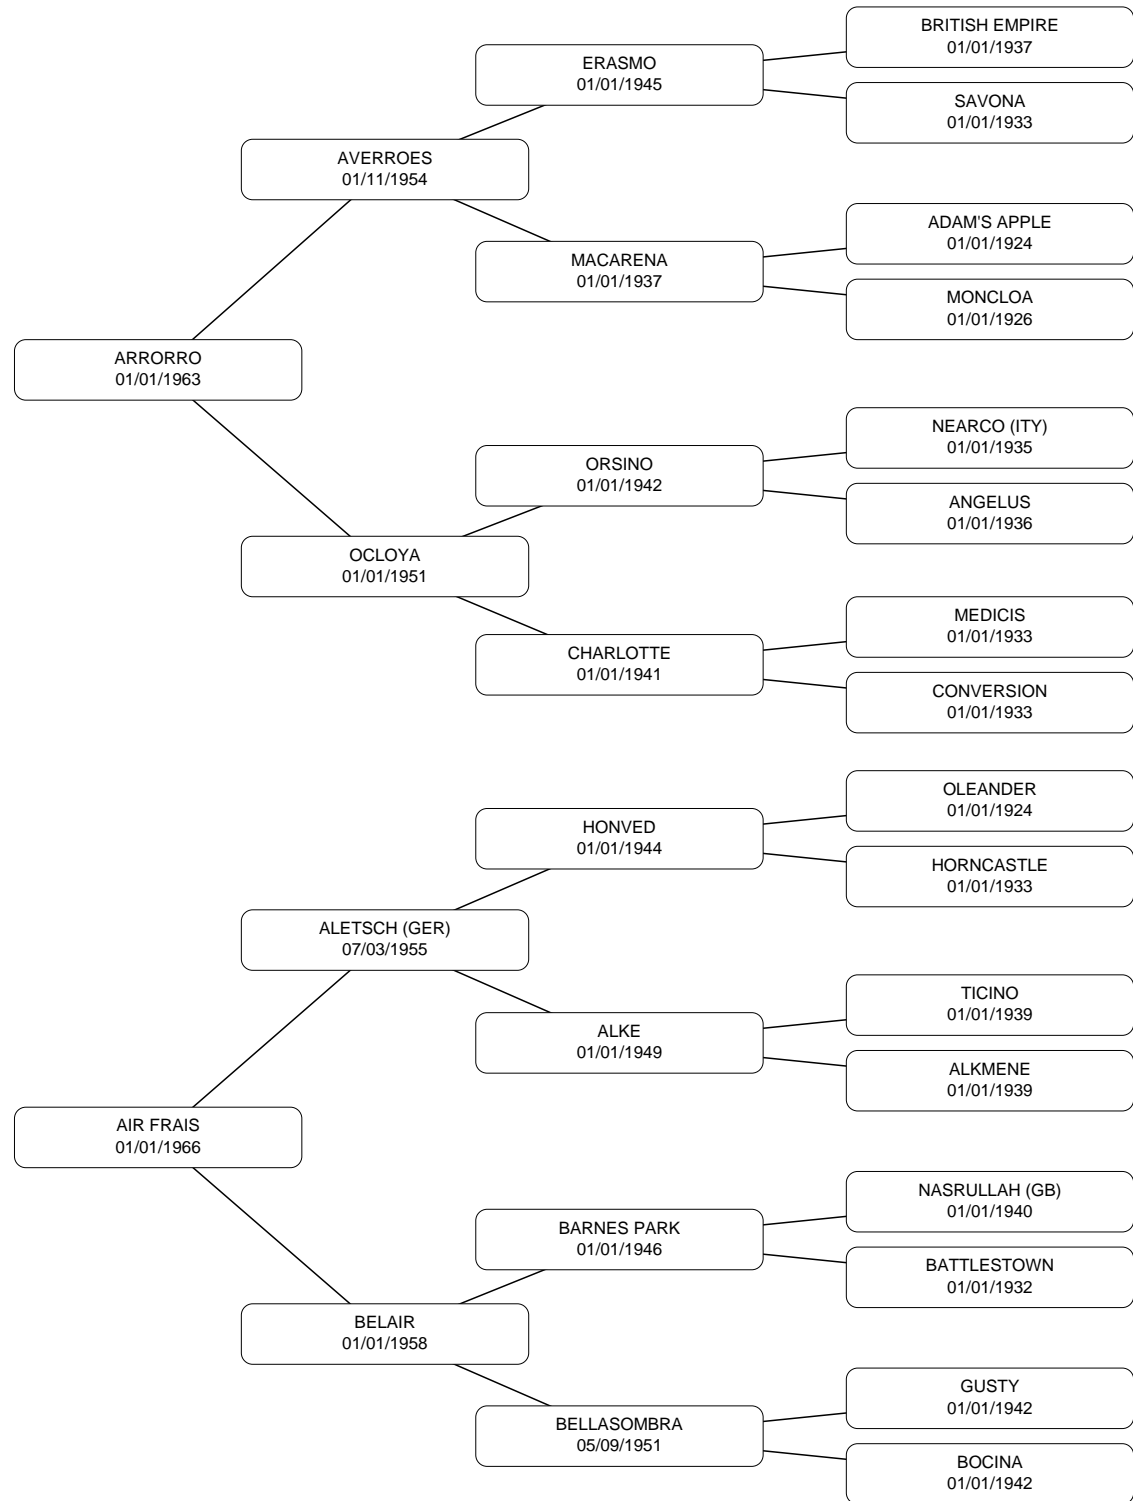 BRITISH EMPIRE
01/01/1937
ERASMO
01/01/1945
SAVONA
01/01/1933
AVERROES
01/11/1954
ADAM'S APPLE
01/01/1924
MACARENA
01/01/1937
MONCLOA
01/01/1926
ARRORRO
01/01/1963
NEARCO (ITY)
01/01/1935
ORSINO
01/01/1942
ANGELUS
01/01/1936
OCLOYA
01/01/1951
MEDICIS
01/01/1933
CHARLOTTE
01/01/1941
CONVERSION
01/01/1933
OLEANDER
01/01/1924
HONVED
01/01/1944
HORNCASTLE
01/01/1933
ALETSCH (GER)
07/03/1955
TICINO
01/01/1939
ALKE
01/01/1949
ALKMENE
01/01/1939
AIR FRAIS
01/01/1966
NASRULLAH (GB)
01/01/1940
BARNES PARK
01/01/1946
BATTLESTOWN
01/01/1932
BELAIR
01/01/1958
GUSTY
01/01/1942
BELLASOMBRA
05/09/1951
BOCINA
01/01/1942